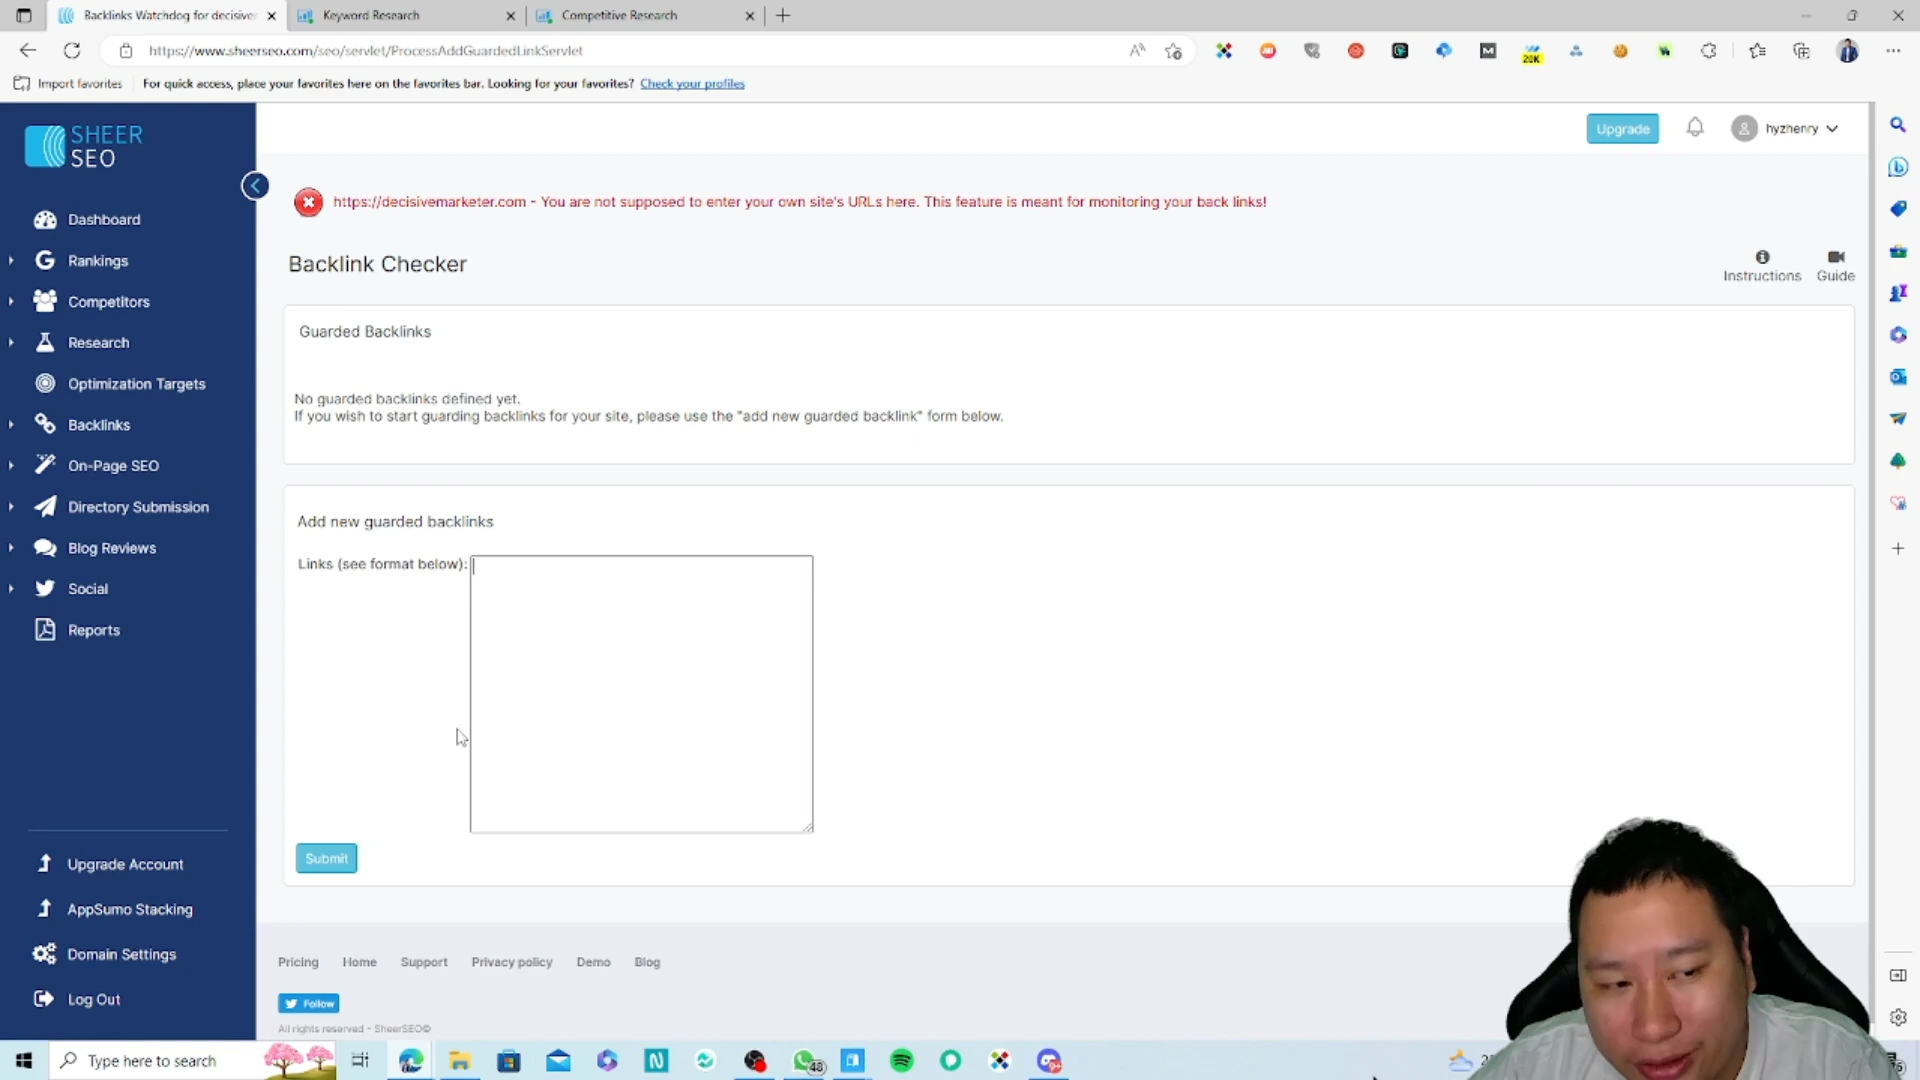 Backlinks Watchdog for decisive
Keyword Research
Competitive Research
https://www.sheerseo.com/seo/servlet/ProcessAddGuardedLinkServlet
20K
Import favorites
For quick access, place your favorites here on the favorites bar. Looking for your favorites? Check your profiles
SHEER
SEO
Upgrade
hyzhenry
https://decisivemarketer.com - You are not supposed to enter your own site's URLs here. This feature is meant for monitoring your back links!
Dashboard
Rankings
Competitors
Research
Optimization Targets
Backlinks
On-Page SEO
Directory Submission
Blog Reviews
Social
Reports
Upgrade Account
AppSumo Stacking
Domain Settings
Log Out
Backlink Checker
Instructions
Guide
Guarded Backlinks
No guarded backlinks defined yet.
If you wish to start guarding backlinks for your site, please use the "add new guarded backlink" form below.
Add new guarded backlinks
Links (see format below):
Submit
Pricing
Home
Support
Privacy policy
Demo
Blog
Follow
All rights reserved - SheerSEO©
Type here to search
48